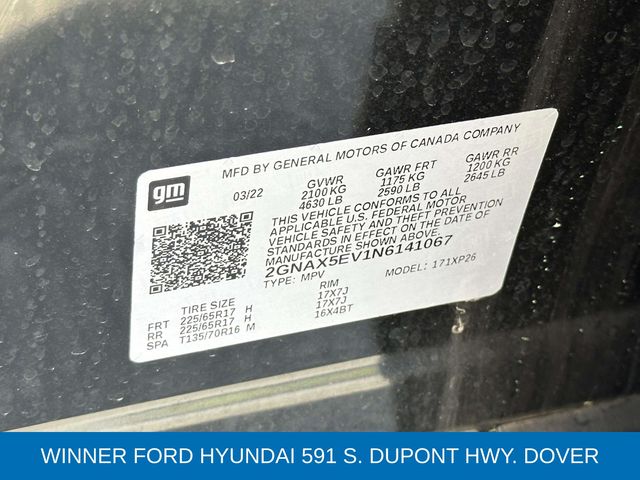 MFD BY GENERAL MOTORS OF CANADA COMPANY
gm
03/22
GVWR GAWR FRT GAWR RR
2100 KG 1175 KG 1200 KG
4630 LB 2590 LB 2645 LB
THIS VEHICLE CONFORMS TO ALL
APPLICABLE U.S. FEDERAL MOTOR
VEHICLE SAFETY AND THEFT PREVENTION
STANDARDS IN EFFECT ON THE DATE OF
MANUFACTURE SHOWN ABOVE.
2GNAX5EV1N6141067
TYPE: MPV MODEL: 171XP26
TIRE SIZE RIM
FRT 225/65R17 H 17X7J
RR 225/65R17 H 17X7J
SPA T135/70R16 M 16X4BT
WINNER FORD HYUNDAI 591 S. DUPONT HWY. DOVER